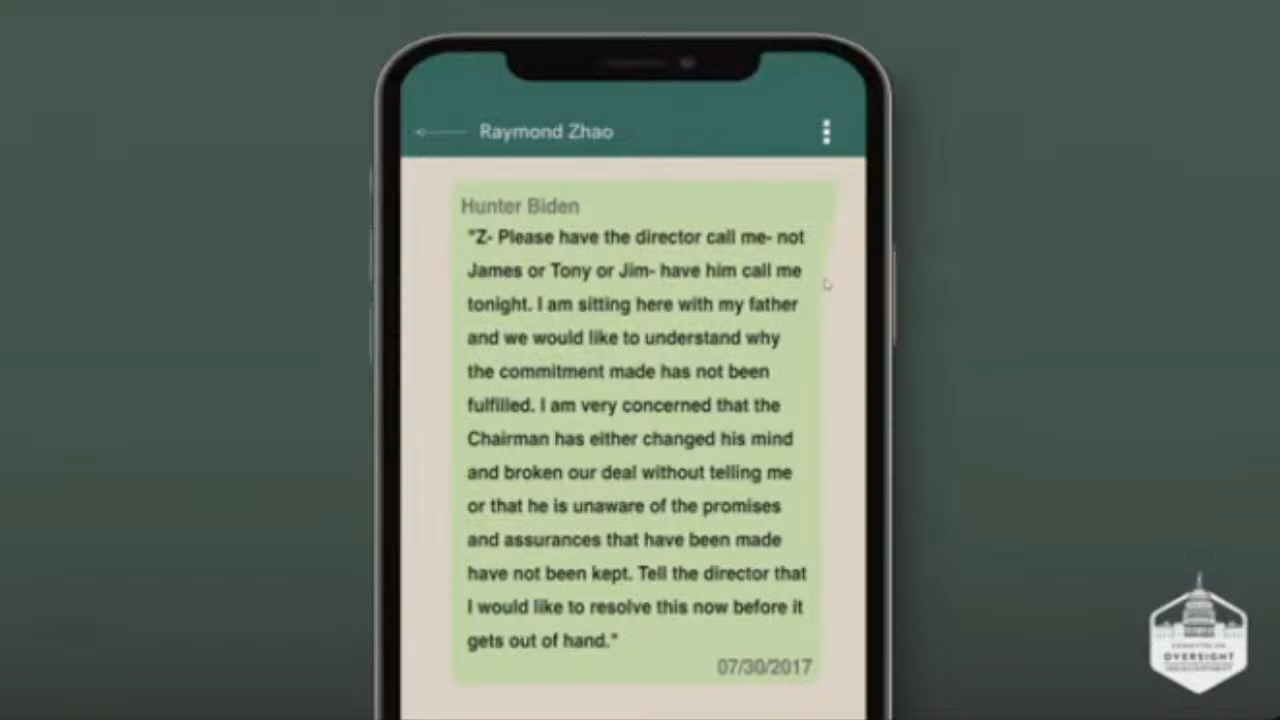 Raymond Zhao
Hunter Biden
"Z- Please have the director call me- not
James or Tony or Jim- have him call me
tonight. I am sitting here with my father
and we would like to understand why
the commitment made has not been
fulfilled. I am very concerned that the
Chairman has either changed his mind
and broken our deal without telling me
or that he is unaware of the promises
and assurances that have been made
have not been kept. Tell the director that
I would like to resolve this now before it
gets out of hand."
07/30/2017
COMMITTEE ON
OVERSIGHT